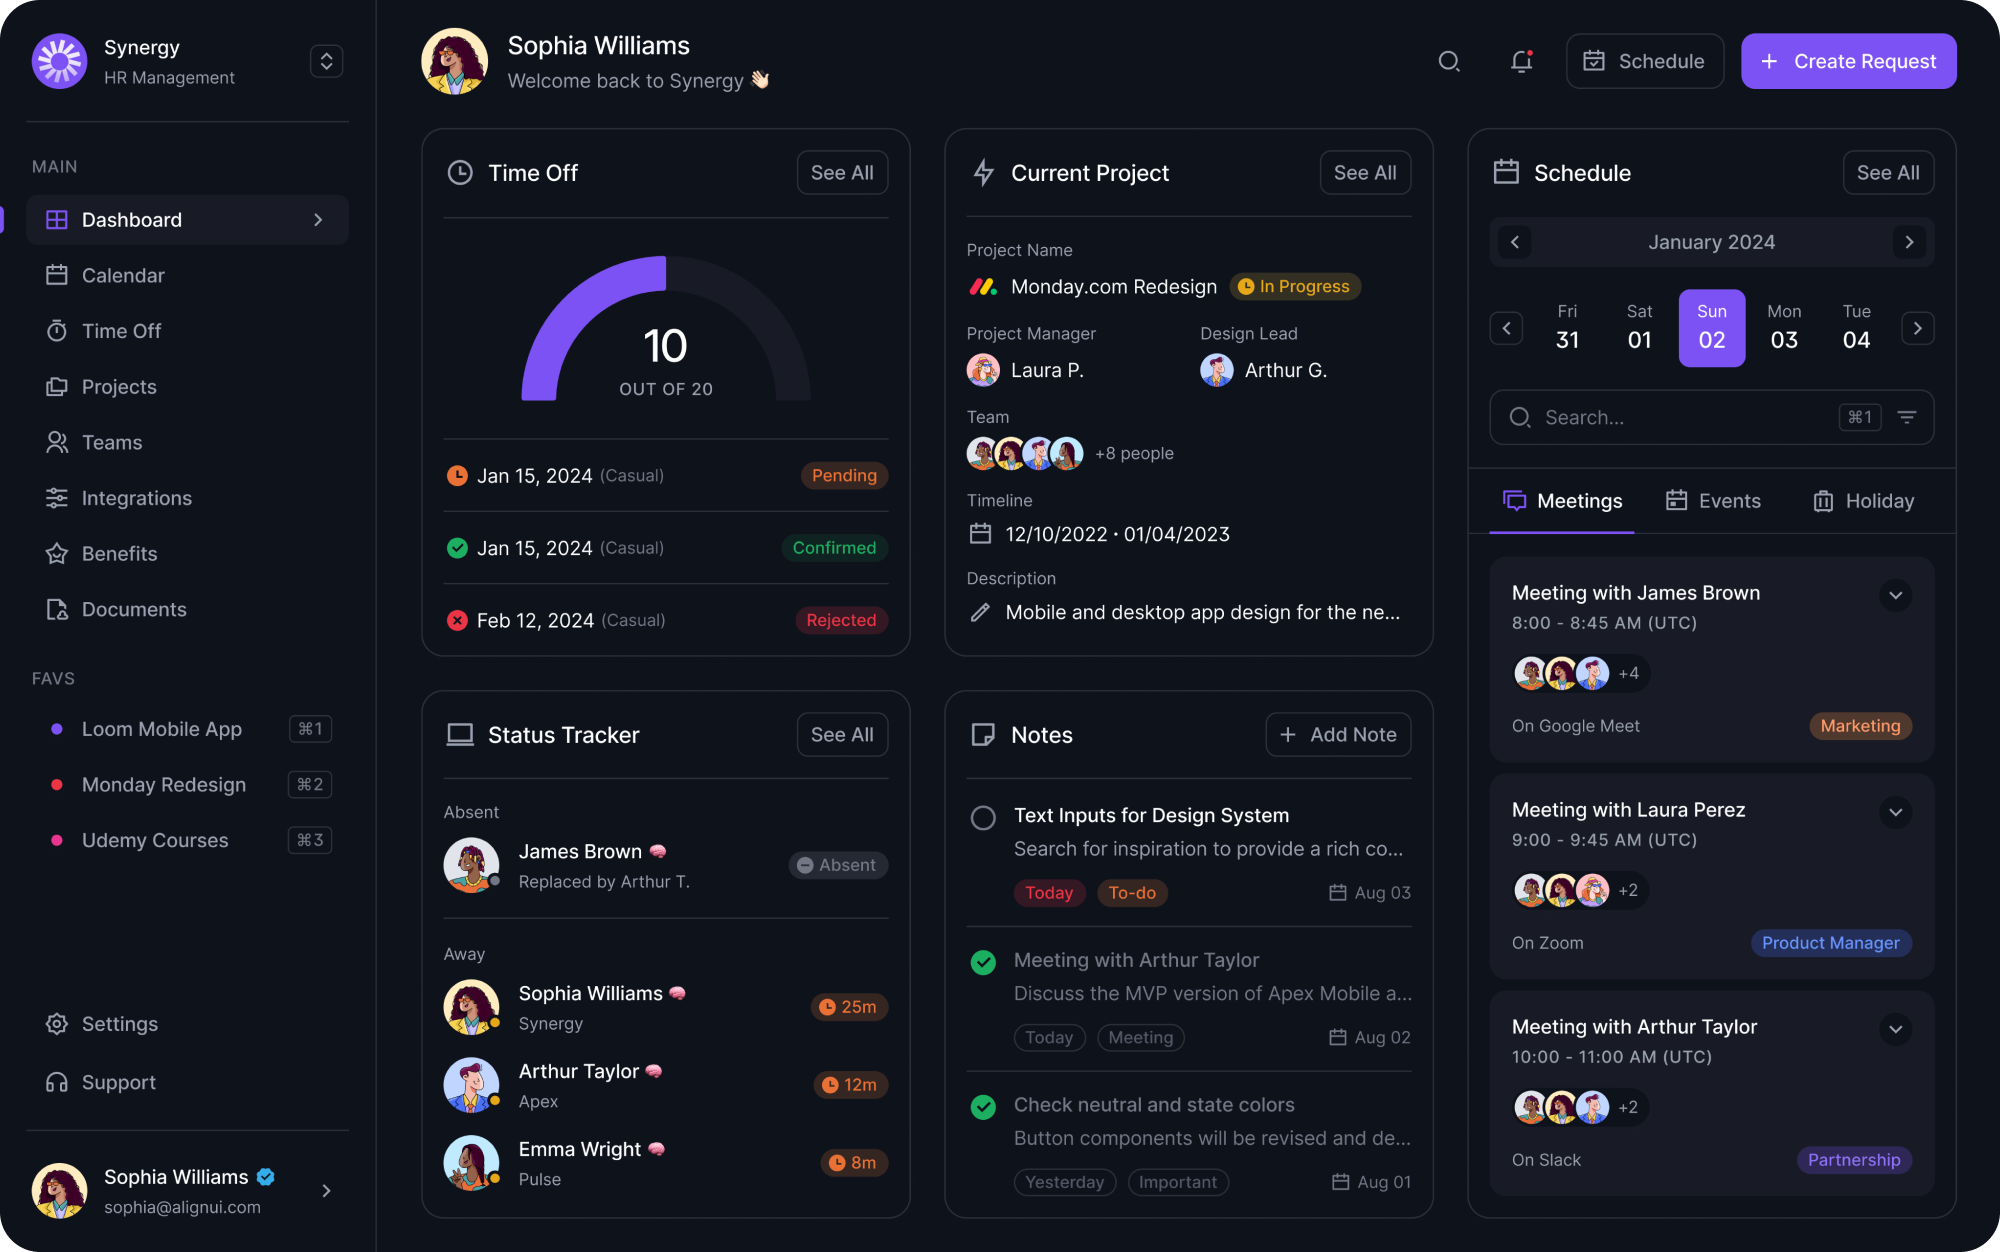 Synergy
HR Management
MAIN
Dashboard
Calendar
Time Off
Projects
Teams
Integrations
Benefits
Documents
FAVS
Loom Mobile App ⌘1
Monday Redesign ⌘2
Udemy Courses ⌘3
Settings
Support
Sophia Williams
sophia@alignui.com
Sophia Williams
Welcome back to Synergy 👋🏻
Schedule
+ Create Request
Time Off See All
10
OUT OF 20
Jan 15, 2024 (Casual) Pending
Jan 15, 2024 (Casual) Confirmed
Feb 12, 2024 (Casual) Rejected
Current Project See All
Project Name
Monday.com Redesign In Progress
Project Manager Design Lead
Laura P. Arthur G.
Team
+8 people
Timeline
12/10/2022 • 01/04/2023
Description
Mobile and desktop app design for the ne...
Status Tracker See All
Absent
James Brown 🧠
Replaced by Arthur T.
Absent
Away
Sophia Williams 🧠
Synergy
25m
Arthur Taylor 🧠
Apex
12m
Emma Wright 🧠
Pulse
8m
Notes + Add Note
Text Inputs for Design System
Search for inspiration to provide a rich co...
Today To-do Aug 03
Meeting with Arthur Taylor
Discuss the MVP version of Apex Mobile a...
Today Meeting Aug 02
Check neutral and state colors
Button components will be revised and de...
Yesterday Important Aug 01
Schedule See All
January 2024
Fri Sat Sun Mon Tue
31 01 02 03 04
Search... ⌘1
Meetings Events Holiday
Meeting with James Brown
8:00 - 8:45 AM (UTC)
+4
On Google Meet Marketing
Meeting with Laura Perez
9:00 - 9:45 AM (UTC)
+2
On Zoom Product Manager
Meeting with Arthur Taylor
10:00 - 11:00 AM (UTC)
+2
On Slack Partnership